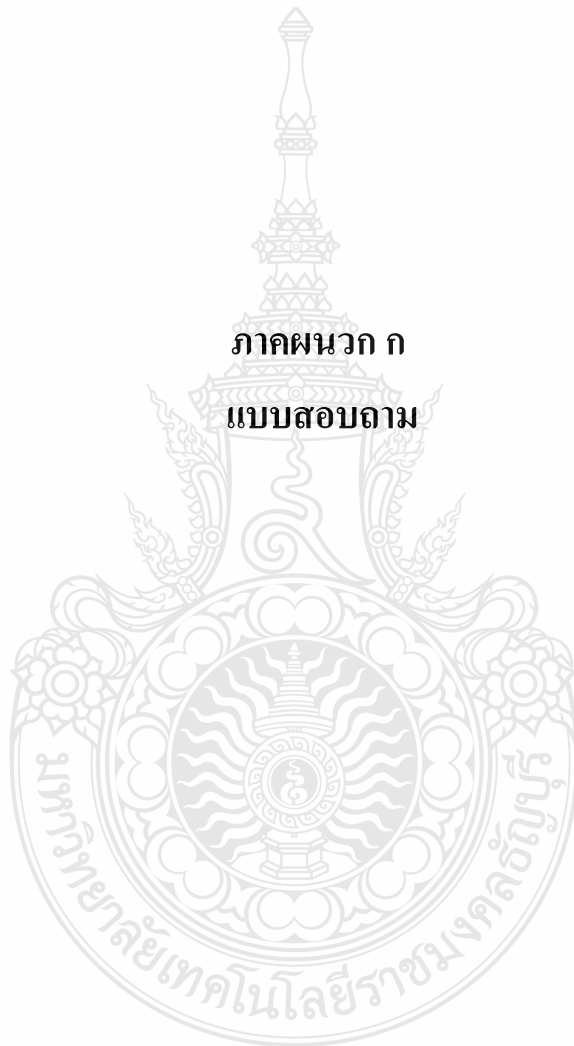 ภาคผนวก ก
แบบสอบถาม
มหาวิทยาลัยเทคโนโลยีราชมงคลธัญบุรี